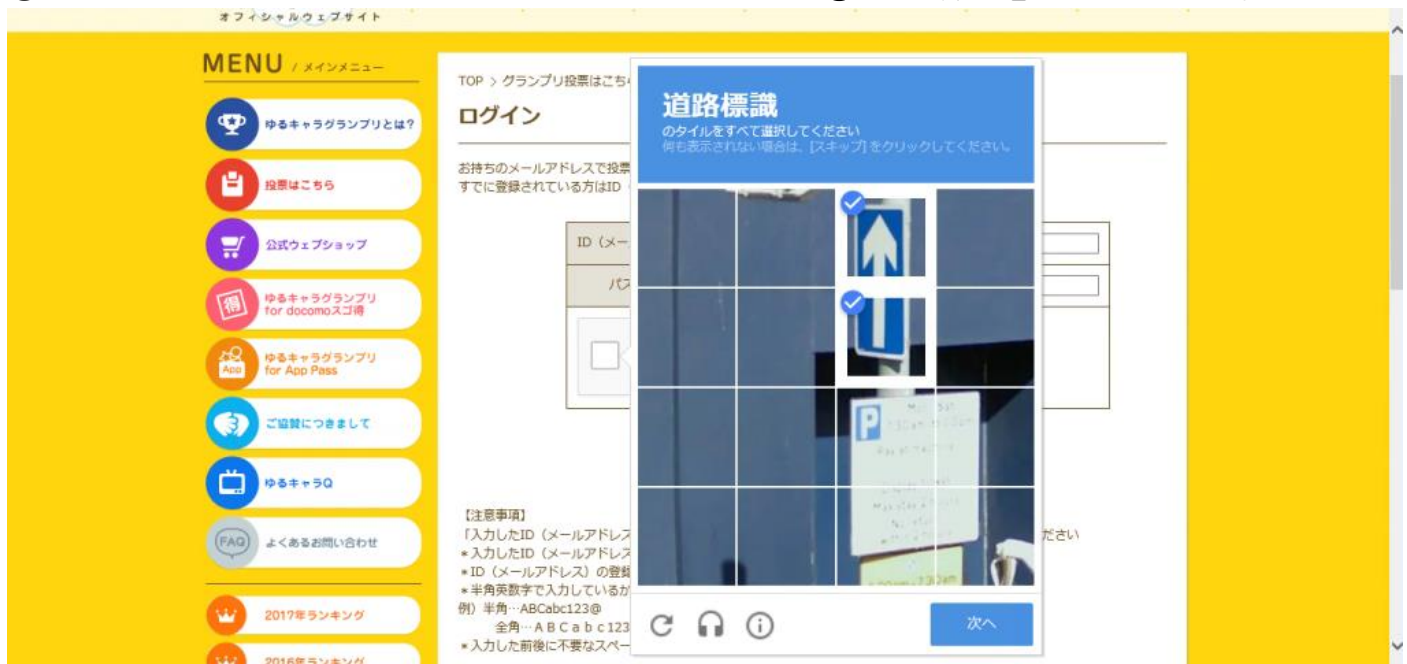 オフィシャルウェブサイト
MENU / メインメニュー
ゆるキャラグランプリとは?
投票はこちら
公式ウェブショップ
得
ゆるキャラグランプリ
for docomoスゴ得
App
ゆるキャラグランプリ
for App Pass
ご協賛につきまして
ゆるキャラQ
FAQ
よくあるお問い合わせ
2017年ランキング
2016年ランキング
TOP > グランプリ投票はこちら
ログイン
お持ちのメールアドレスで投票
すでに登録されている方はID
ID(メー
パス
道路標識
のタイルをすべて選択してください
何も表示されない場合は、[スキップ] をクリックしてください。
P
次へ
【注意事項】
「入力したID(メールアドレス
ださい
*入力したID(メールアドレス
*ID(メールアドレス)の登録
*半角英数字で入力しているか
例)半角…ABCabc123@
全角…ABCabc123
*入力した前後に不要なスペー